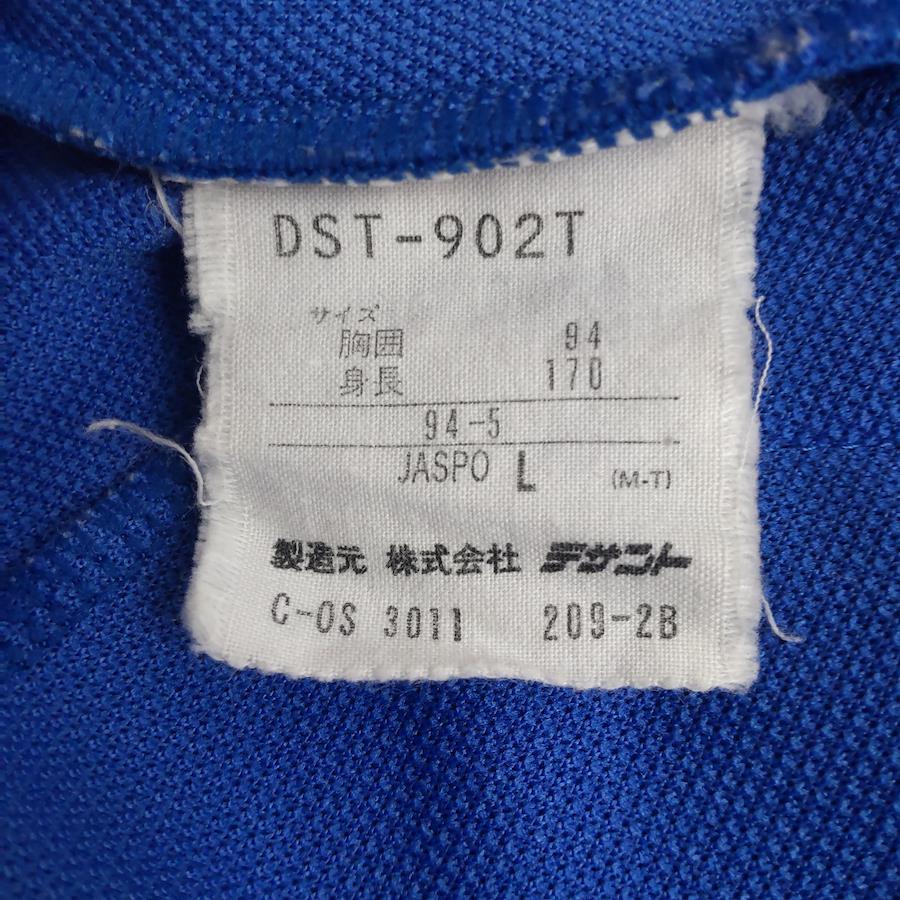 DST-902T
サイズ
胸囲 94
身長 170
94-5
JASPO L (M-T)
製造元 株式会社 デサント
C-OS 3011 209-2B